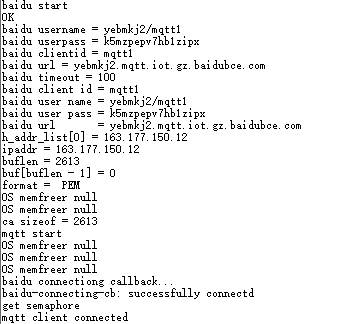 baidu start
OK
baidu username = yebmkj2/mqtt1
baidu userpass = k5mzpepv7hb1zipx
baidu clientid = mqtt1
baidu url = yebmkj2.mqtt.iot.gz.baidubce.com
baidu timeout = 100
baidu client id = mqtt1
baidu user name = yebmkj2/mqtt1
baidu user pass = k5mzpepv7hb1zipx
baidu url       = yebmkj2.mqtt.iot.gz.baidubce.com
h_addr_list[0] = 163.177.150.12
ipaddr = 163.177.150.12
buflen = 2613
buf[buflen - 1] = 0
format =  PEM
OS memfreer null
OS memfreer null
ca sizeof = 2613
mqtt start
OS memfreer null
OS memfreer null
OS memfreer null
baidu connectiong callback...
baidu-connecting-cb: successfully connectd
get semaphore
mqtt client connected